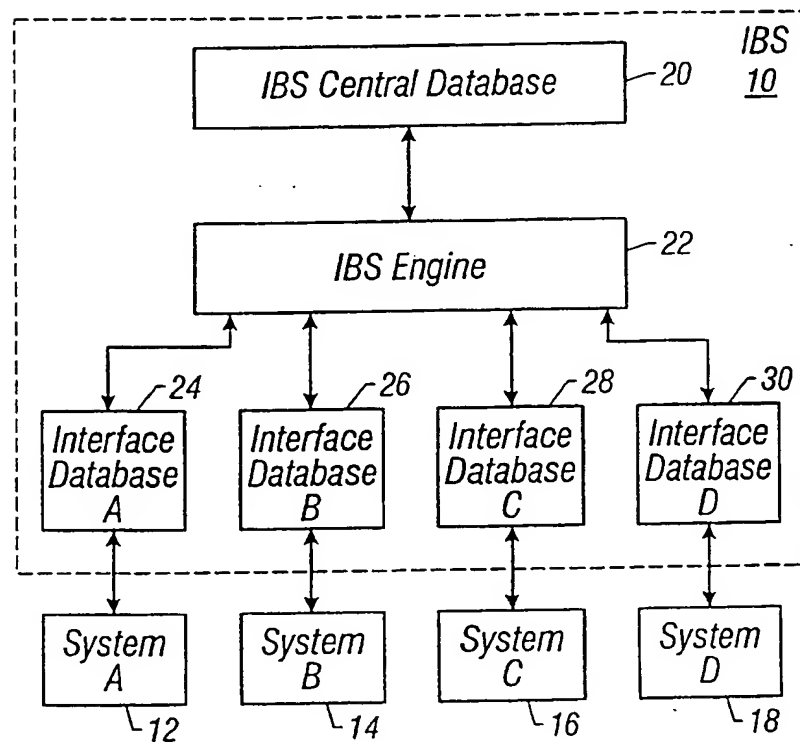 IBS
10
IBS Central Database
20
IBS Engine
22
24
26
28
30
Interface
Database
A
Interface
Database
B
Interface
Database
C
Interface
Database
D
System
A
System
B
System
C
System
D
12
14
16
18